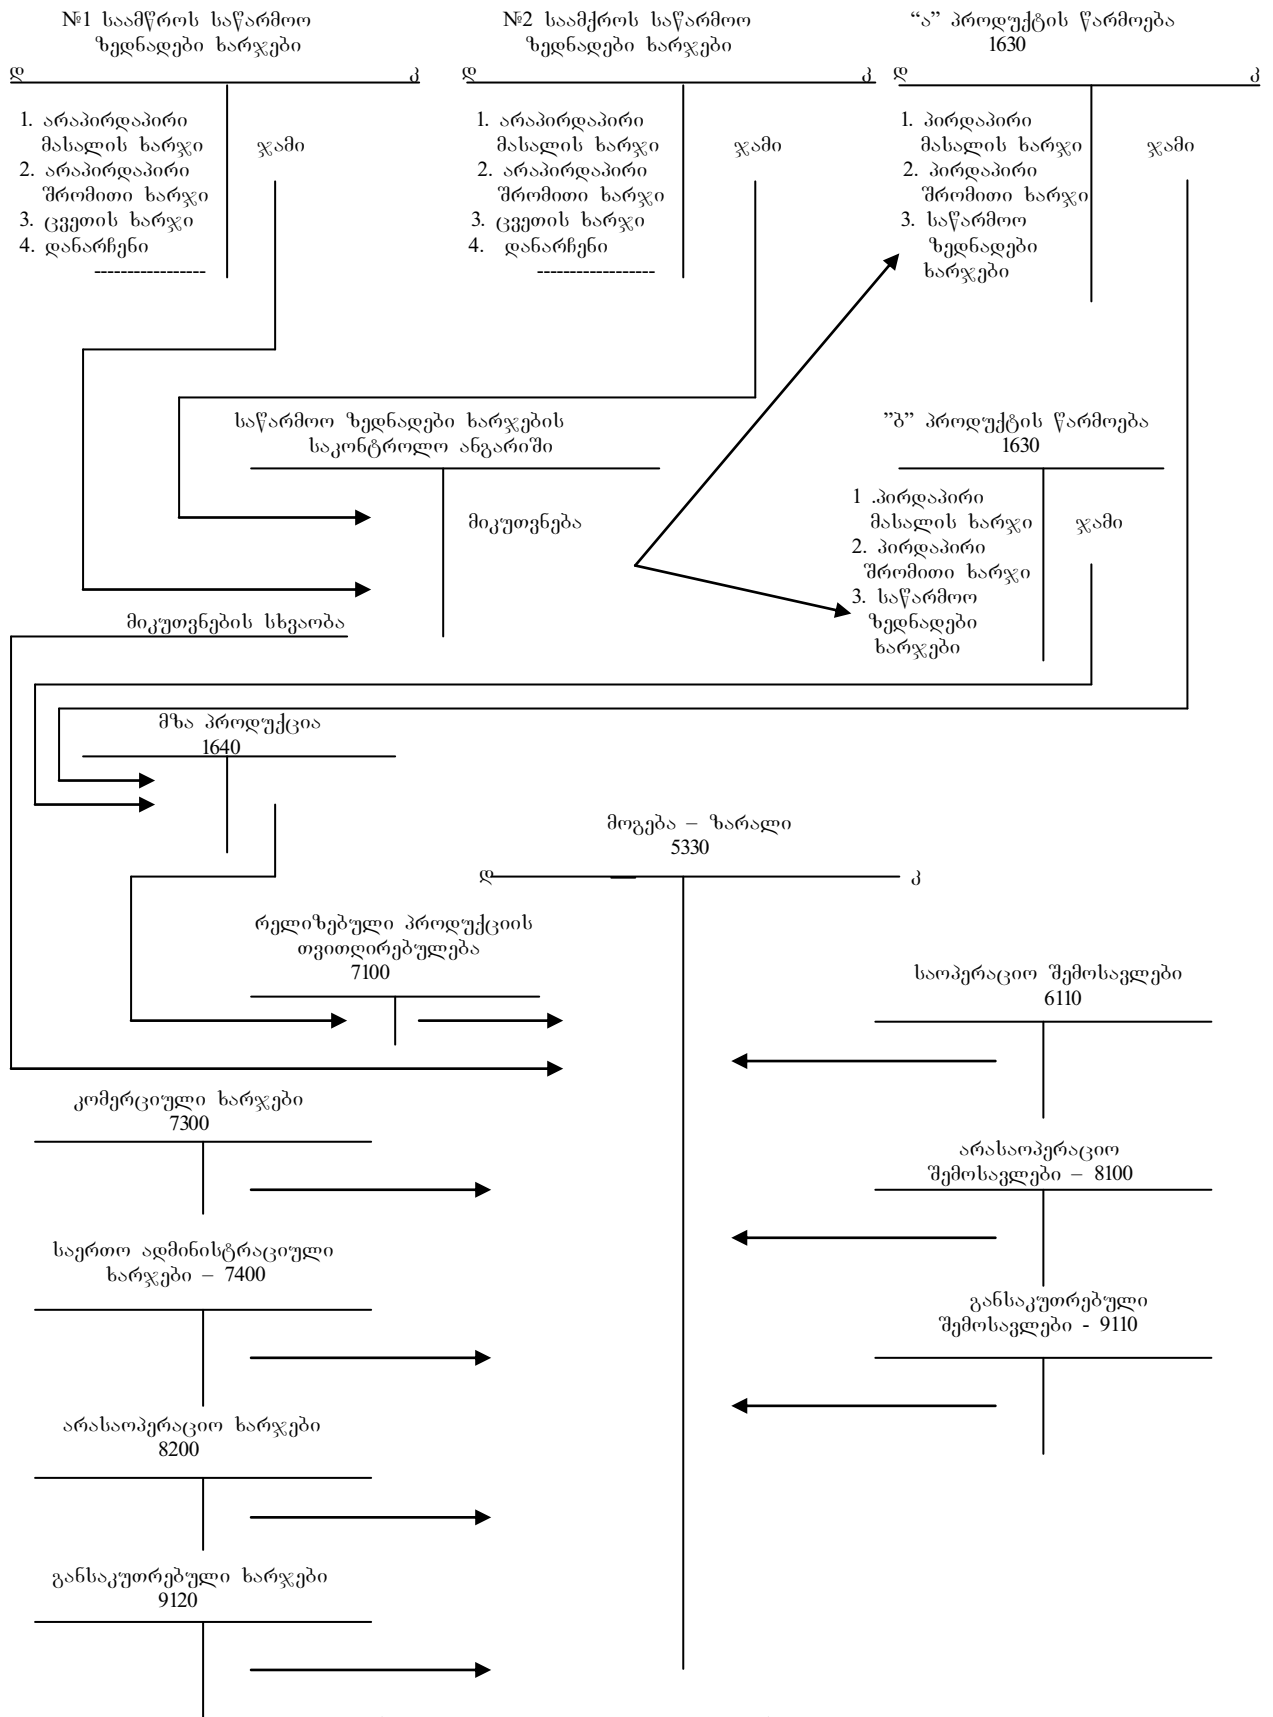 №1 საამწროს საწარმოო
ზედნადები ხარჯები
დ კ
1. არაპირდაპირი
მასალის ხარჯი
2. არაპირდაპირი
შრომითი ხარჯი
3. ცვეთის ხარჯი
4. დანარჩენი
-----------------
ჯამი
№2 საამქროს საწარმოო
ზედნადები ხარჯები
დ კ
1. არაპირდაპირი
მასალის ხარჯი
2. არაპირდაპირი
შრომითი ხარჯი
3. ცვეთის ხარჯი
4. დანარჩენი
------------------
ჯამი
“ა” პროდუქტის წარმოება
1630
დ კ
1. პირდაპირი
მასალის ხარჯი
2. პირდაპირი
შრომითი ხარჯი
3. საწარმოო
ზედნადები
ხარჯები
ჯამი
საწარმოო ზედნადები ხარჯების
საკონტროლო ანგარიში
მიკუთვნება
მიკუთვნების სხვაობა
”ბ” პროდუქტის წარმოება
1630
1 .პირდაპირი
მასალის ხარჯი
2. პირდაპირი
შრომითი ხარჯი
3. საწარმოო
ზედნადები
ხარჯები
ჯამი
მზა პროდუქცია
1640
მოგება – ზარალი
5330
დ კ
რელიზებული პროდუქციის
თვითღირებულება
7100
საოპერაციო შემოსავლები
6110
კომერციული ხარჯები
7300
არასაოპერაციო
შემოსავლები – 8100
საერთო ადმინისტრაციული
ხარჯები – 7400
განსაკუთრებული
შემოსავლები - 9110
არასაოპერაციო ხარჯები
8200
განსაკუთრებული ხარჯები
9120